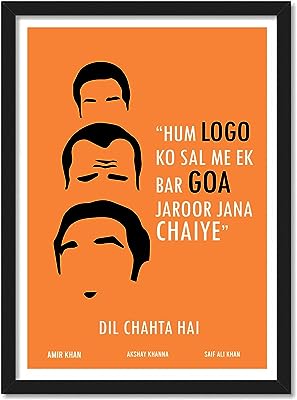 “HUM LOGO
KO SAL ME EK
BAR GOA
JAROOR JANA
CHAIYE”
DIL CHAHTA HAI
AMIR KHAN AKSHAY KHANNA SAIF ALI KHAN